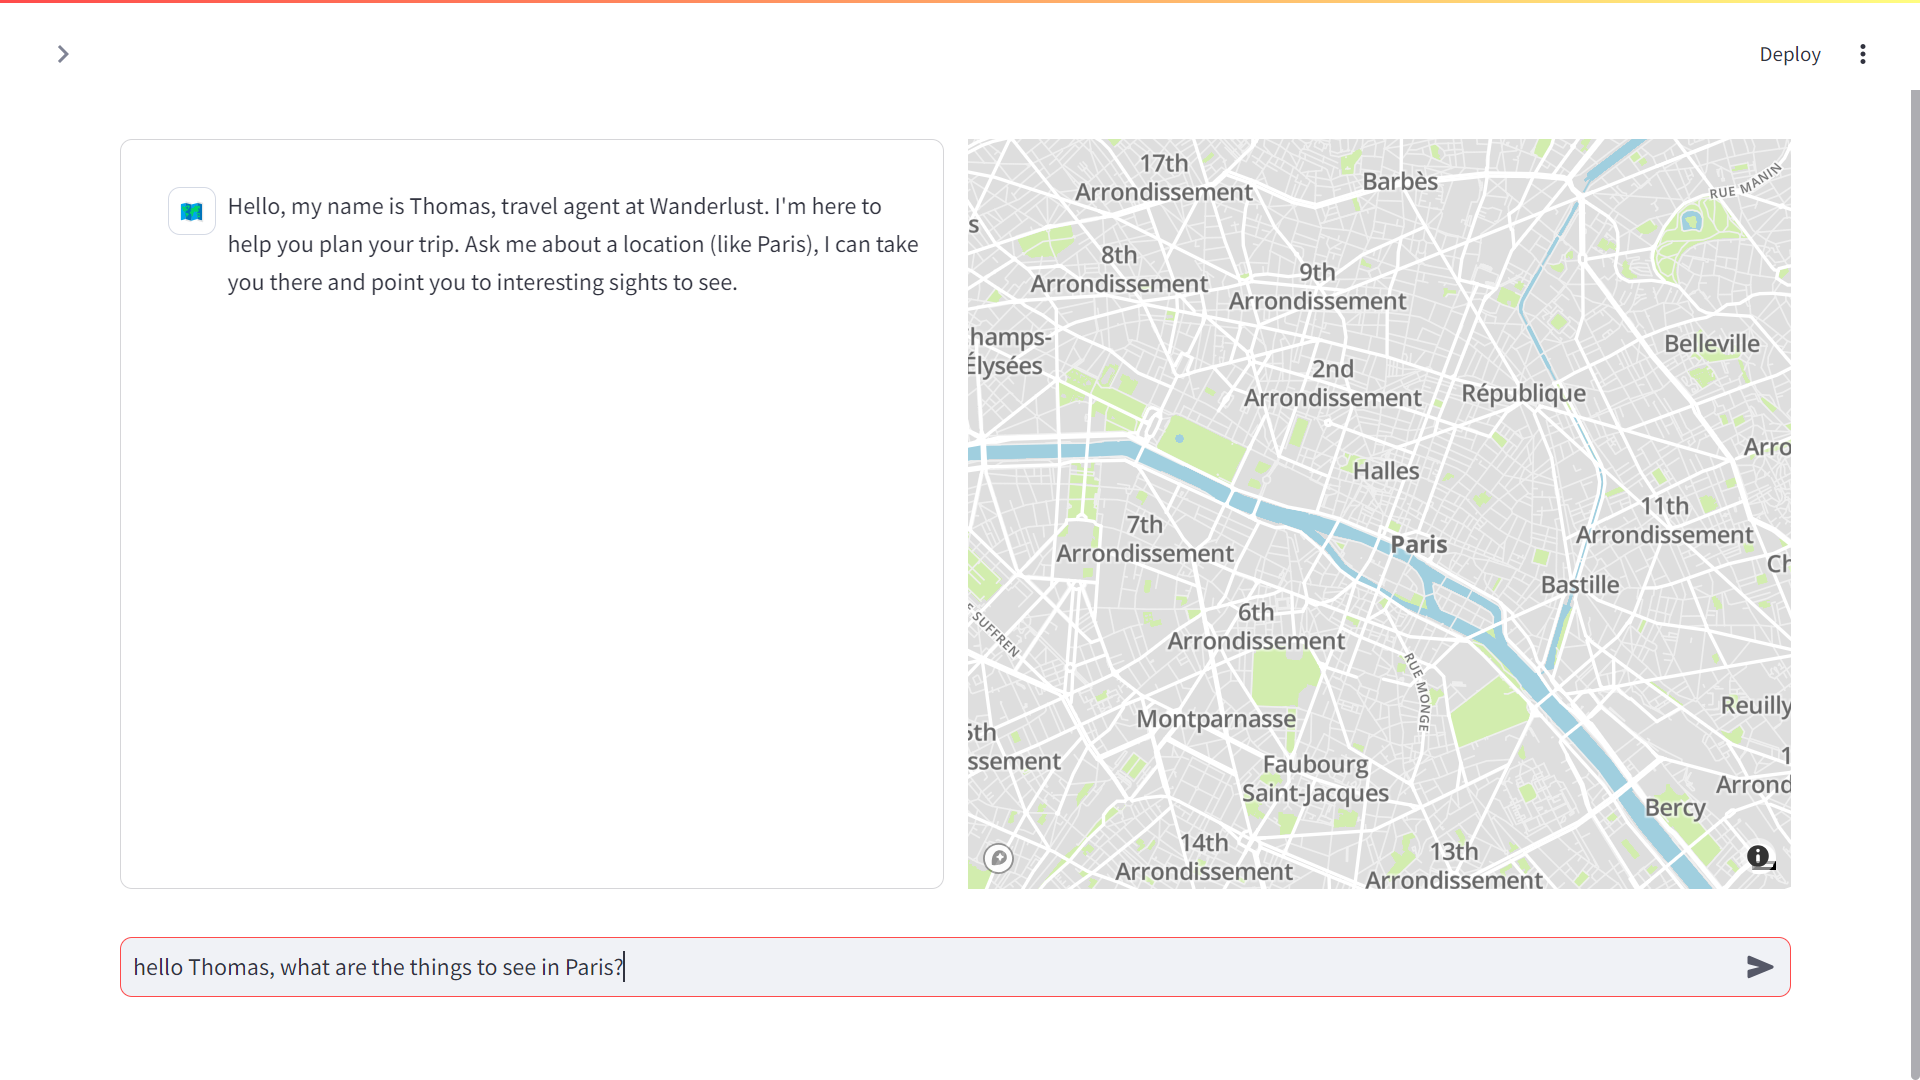 Deploy
Hello, my name is Thomas, travel agent at Wanderlust. I'm here to
help you plan your trip. Ask me about a location (like Paris), I can take
you there and point you to interesting sights to see.
17th
Arrondissement
Barbès
RUE MANIN
s
8th
Arrondissement
9th
Arrondissement
hamps-
Élysées
Belleville
2nd
Arrondissement
République
Arro
Halles
11th
Arrondissement
7th
Arrondissement
Paris
Ch
Bastille
SUFFREN
6th
Arrondissement
RUE MONGE
Reuilly
Montparnasse
5th
ssement
Faubourg
Saint-Jacques
1
Arrond
Bercy
14th
Arrondissement
13th
Arrondissement
hello Thomas, what are the things to see in Paris?